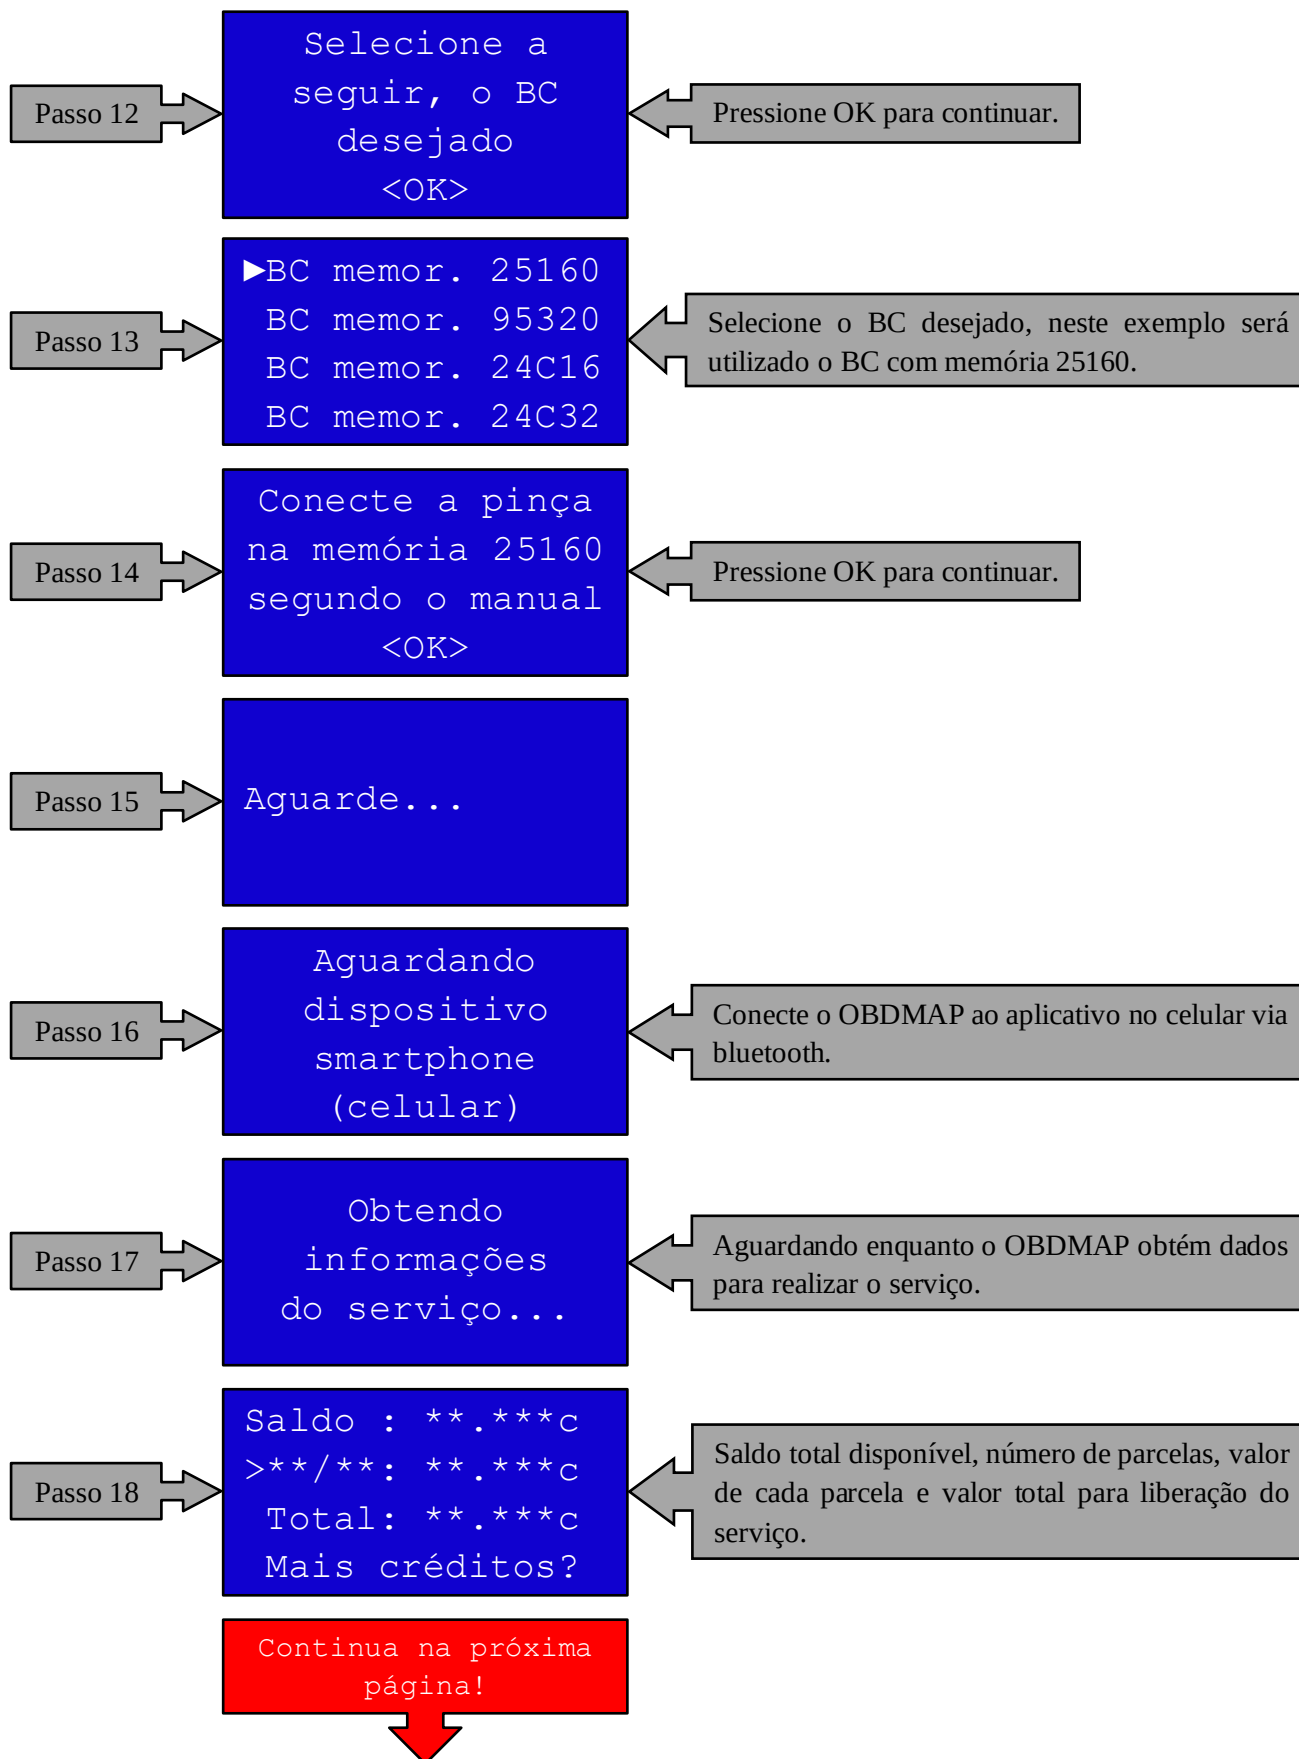 Passo 12
Selecione a
seguir, o BC
desejado
<OK>
Pressione OK para continuar.
Passo 13
►BC memor. 25160
BC memor. 95320
BC memor. 24C16
BC memor. 24C32
Selecione o BC desejado, neste exemplo será
utilizado o BC com memória 25160.
Passo 14
Conecte a pinça
na memória 25160
segundo o manual
<OK>
Pressione OK para continuar.
Passo 15
Aguarde...
Passo 16
Aguardando
dispositivo
smartphone
(celular)
Conecte o OBDMAP ao aplicativo no celular via
bluetooth.
Passo 17
Obtendo
informações
do serviço...
Aguardando enquanto o OBDMAP obtém dados
para realizar o serviço.
Passo 18
Saldo : **.***c
>**/**: **.***c
Total: **.***c
Mais créditos?
Saldo total disponível, número de parcelas, valor
de cada parcela e valor total para liberação do
serviço.
Continua na próxima
página!